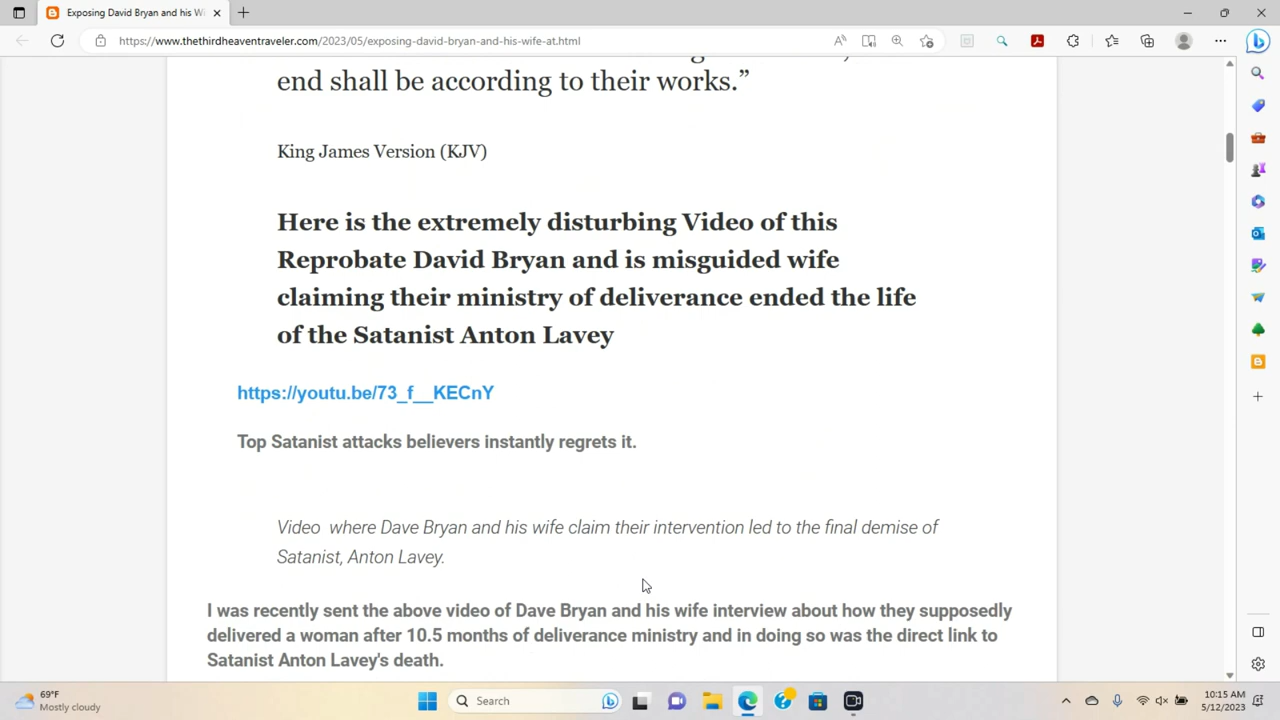 Exposing David Bryan and his Wi
https://www.thethirdheaventraveler.com/2023/05/exposing-david-bryan-and-his-wife-at.html
end shall be according to their works.”
King James Version (KJV)
Here is the extremely disturbing Video of this
Reprobate David Bryan and is misguided wife
claiming their ministry of deliverance ended the life
of the Satanist Anton Lavey
https://youtu.be/73_f__KECnY
Top Satanist attacks believers instantly regrets it.
Video where Dave Bryan and his wife claim their intervention led to the final demise of
Satanist, Anton Lavey.
I was recently sent the above video of Dave Bryan and his wife interview about how they supposedly
delivered a woman after 10.5 months of deliverance ministry and in doing so was the direct link to
Satanist Anton Lavey's death.
69°F
Mostly cloudy
Search
10:15 AM
5/12/2023